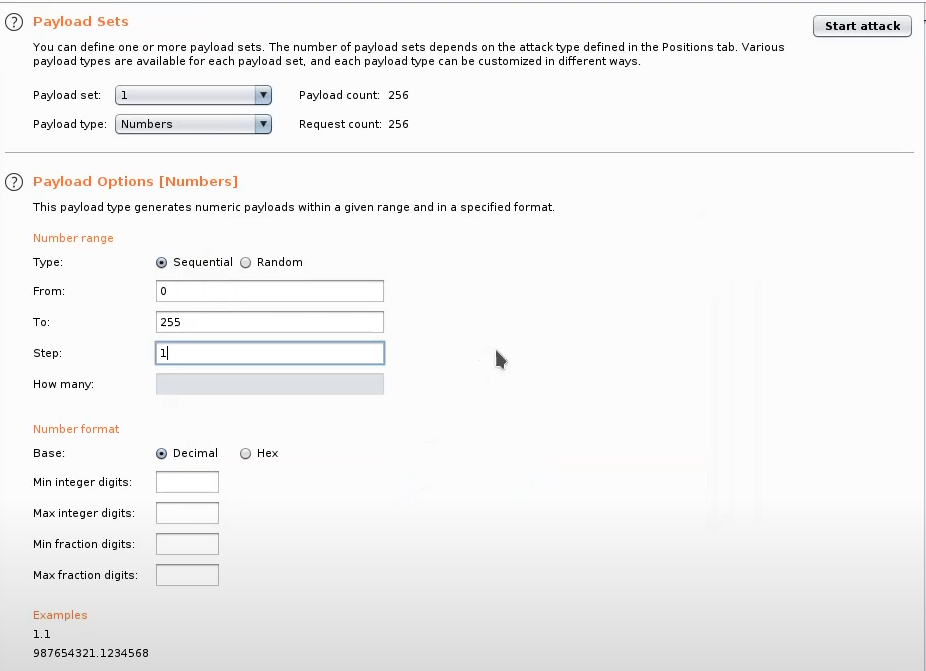 ? Payload Sets
Start attack
You can define one or more payload sets. The number of payload sets depends on the attack type defined in the Positions tab. Various
payload types are available for each payload set, and each payload type can be customized in different ways.
Payload set: 1 Payload count: 256
Payload type: Numbers Request count: 256
? Payload Options [Numbers]
This payload type generates numeric payloads within a given range and in a specified format.
Number range
Type: Sequential Random
From: 0
To: 255
Step: 1
How many:
Number format
Base: Decimal Hex
Min integer digits:
Max integer digits:
Min fraction digits:
Max fraction digits:
Examples
1.1
987654321.1234568